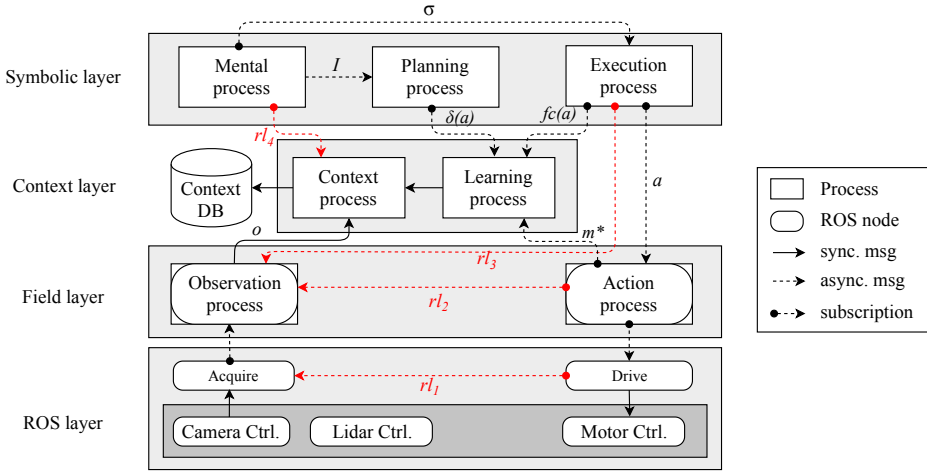 σ
Symbolic layer
Mental
process
I
Planning
process
Execution
process
δ(a)
fc(a)
rl4
a
Context layer
Context
DB
Context
process
Learning
process
Process
ROS node
sync. msg
async. msg
subscription
o
m*
rl3
Field layer
Observation
process
rl2
Action
process
ROS layer
Acquire
rl1
Drive
Camera Ctrl.
Lidar Ctrl.
Motor Ctrl.